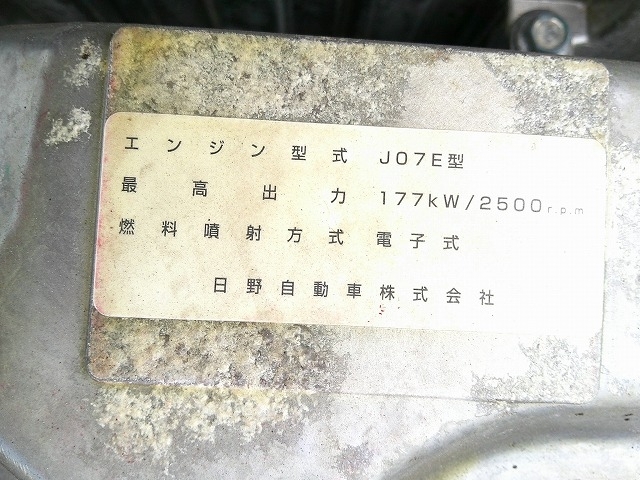 エンジン型式 J07E型
最高出力 177kW/2500r.p.m
燃料噴射方式 電子式
日野自動車株式会社